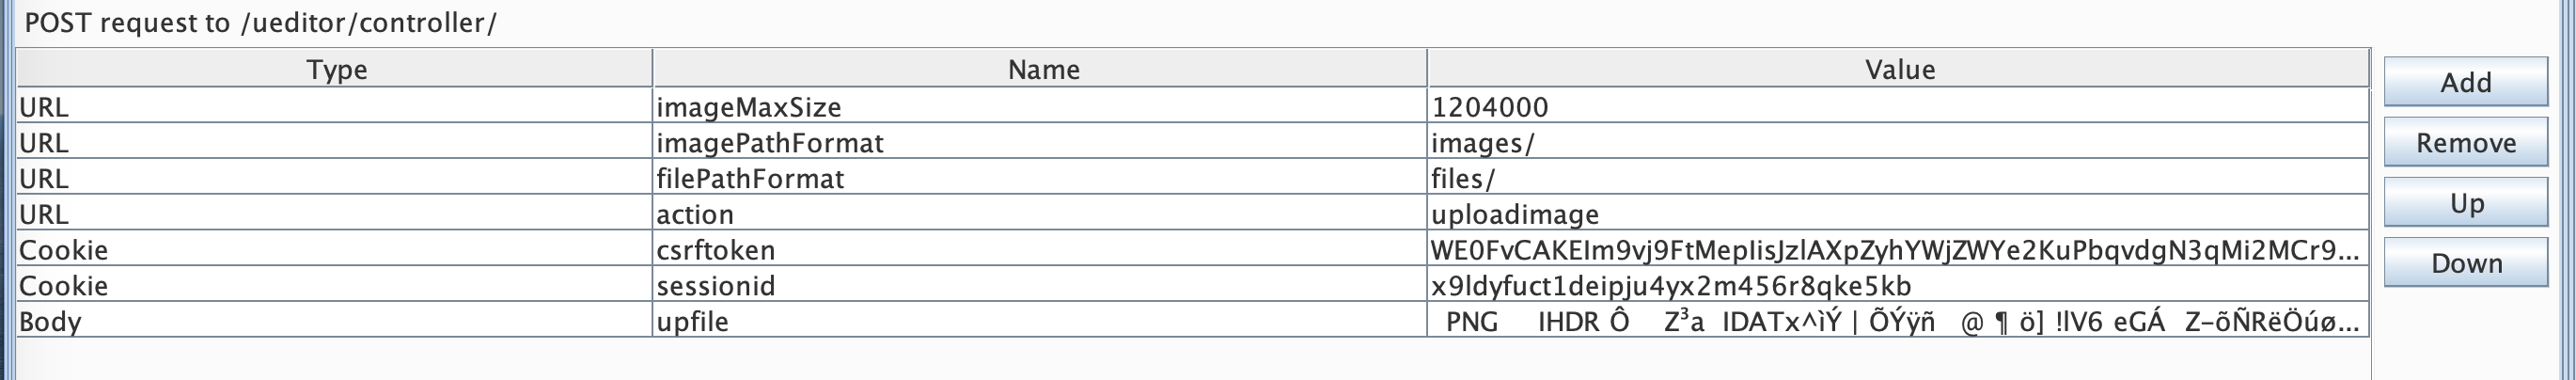 POST request to /ueditor/controller/
Type Name Value
URL imageMaxSize 1204000
URL imagePathFormat images/
URL filePathFormat files/
URL action uploadimage
Cookie csrftoken WE0FvCAKEIm9vj9FtMepIisJzlAXpZyhYWjZWYe2KuPbqvdgN3qMi2MCr9...
Cookie sessionid x9ldyfuct1deipju4yx2m456r8qke5kb
Body upfile PNG IHDR Ô Z³a IDATx^ìÝ | ÕÝÿñ @ ¶ ö] !lV6 eGÁ Z-õÑRëÖúø...
Add
Remove
Up
Down